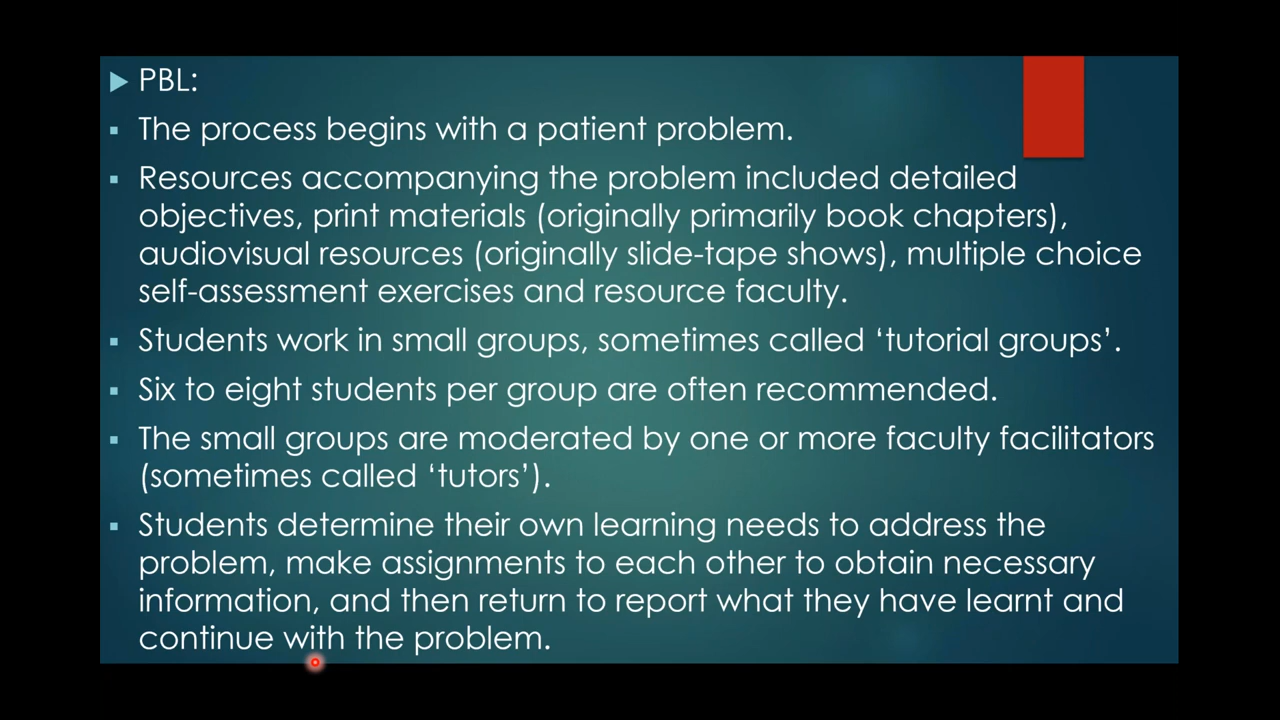 PBL:
The process begins with a patient problem.
Resources accompanying the problem included detailed
objectives, print materials (originally primarily book chapters),
audiovisual resources (originally slide-tape shows), multiple choice
self-assessment exercises and resource faculty.
Students work in small groups, sometimes called ‘tutorial groups’.
Six to eight students per group are often recommended.
The small groups are moderated by one or more faculty facilitators
(sometimes called ‘tutors’).
Students determine their own learning needs to address the
problem, make assignments to each other to obtain necessary
information, and then return to report what they have learnt and
continue with the problem.